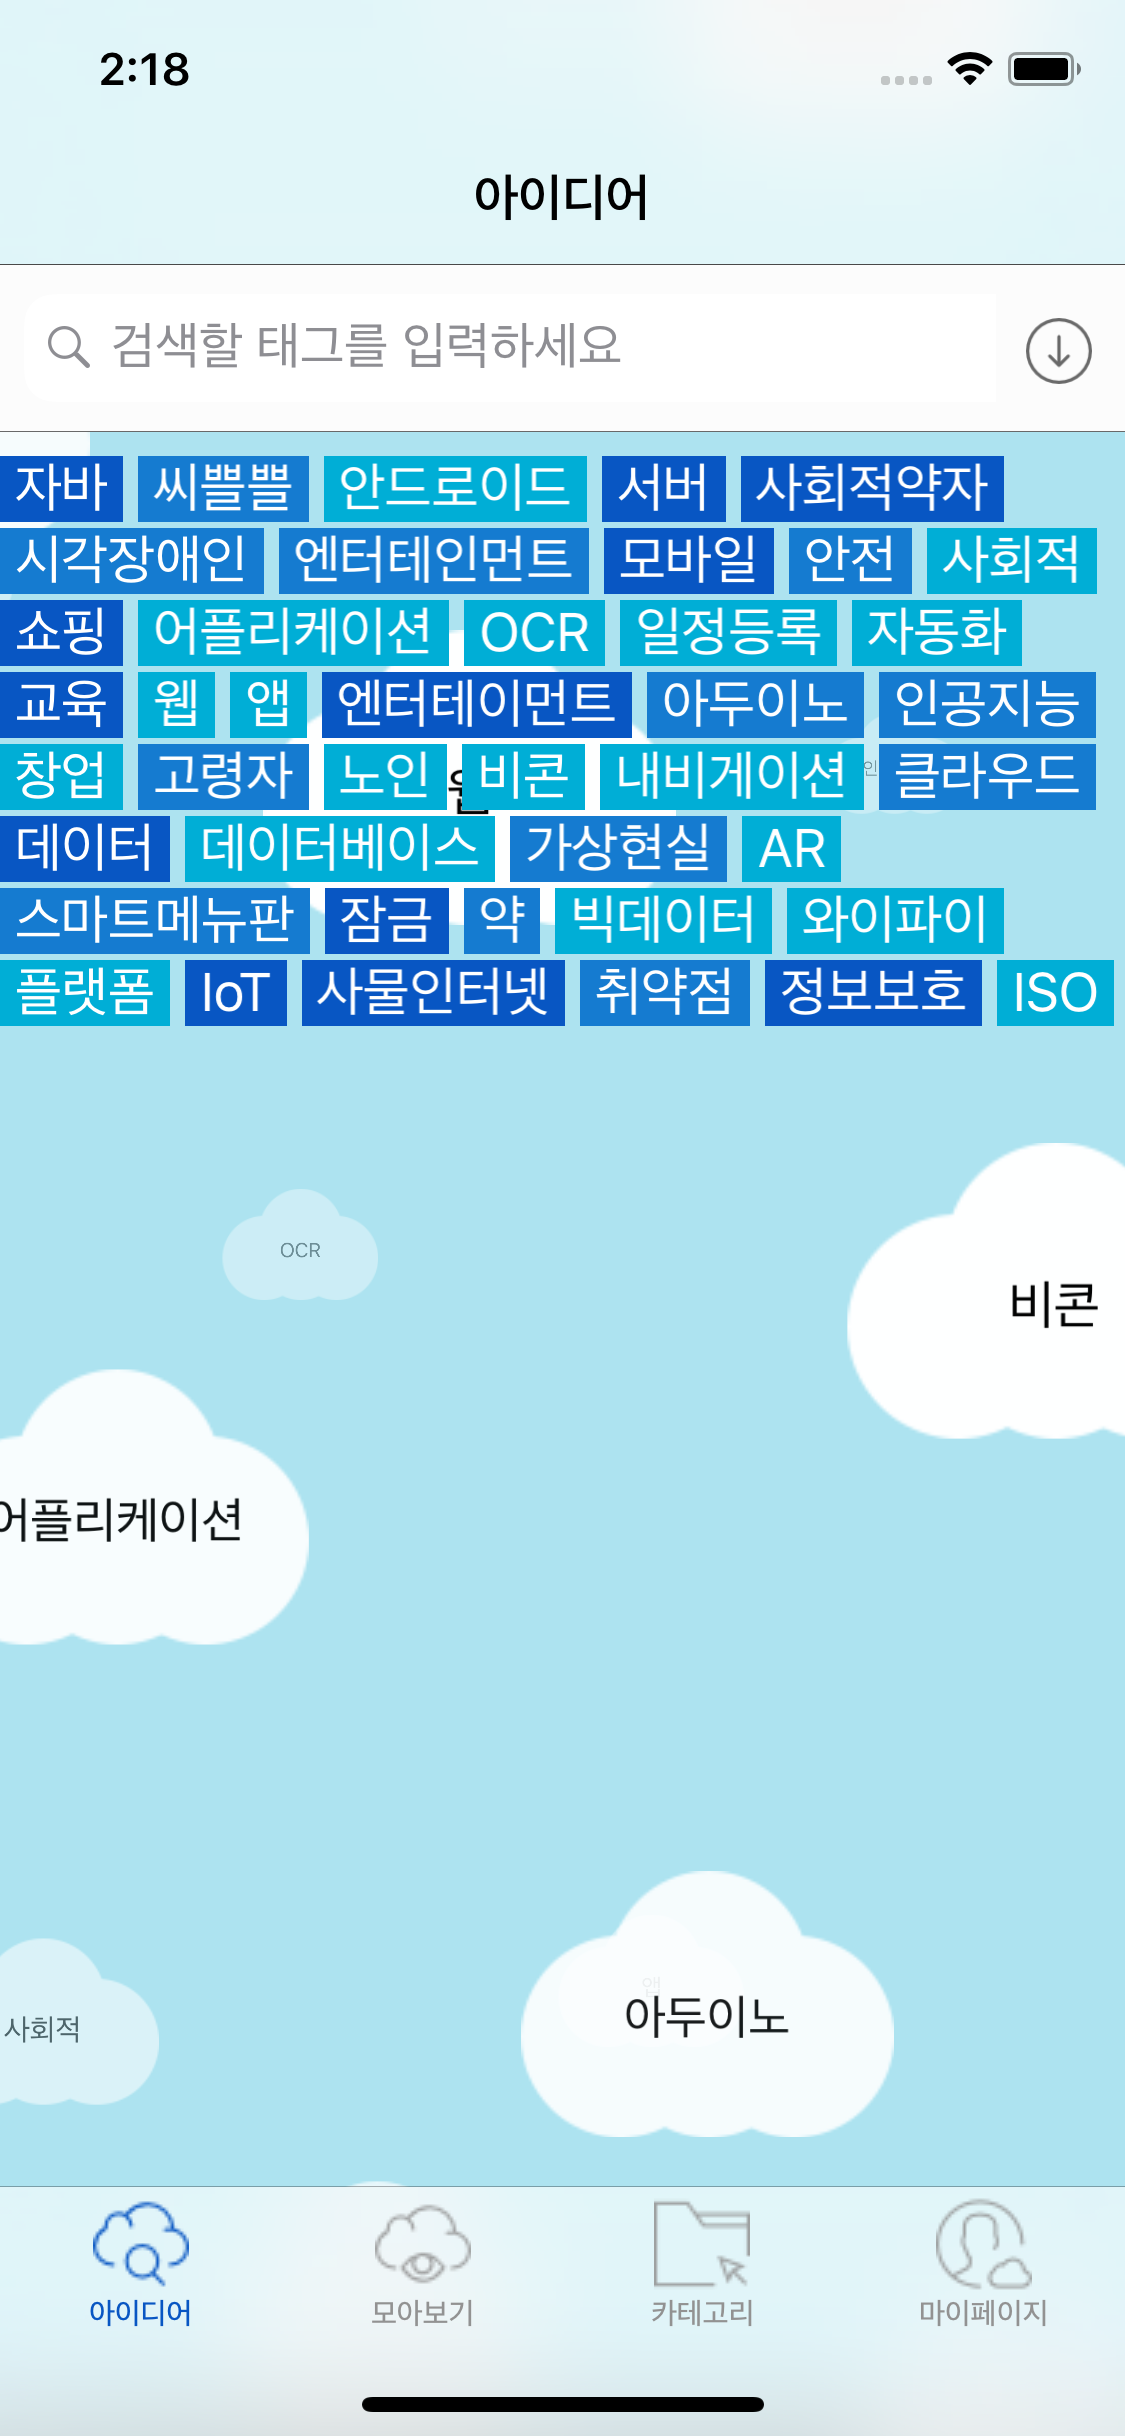 2:18
아이디어
검색할 태그를 입력하세요
자바 씨쁠쁠 안드로이드 서버 사회적약자
시각장애인 엔터테인먼트 모바일 안전 사회적
쇼핑 어플리케이션 OCR 일정등록 자동화
교육 웹 앱 엔터테이먼트 아두이노 인공지능
창업 고령자 노인 비콘 내비게이션 클라우드
데이터 데이터베이스 가상현실 AR
스마트메뉴판 잠금 약 빅데이터 와이파이
플랫폼 IoT 사물인터넷 취약점 정보보호 ISO
OCR
비콘
어플리케이션
앱
아두이노
사회적
아이디어 모아보기 카테고리 마이페이지